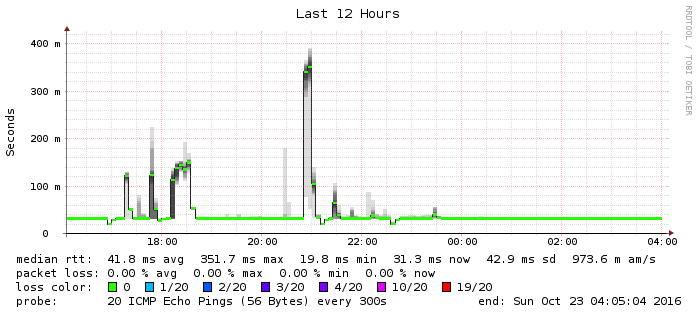 Last 12 Hours
RRDTOOL / TOBI OETIKER
Seconds
400 m
300 m
200 m
100 m
0
18:00 20:00 22:00 00:00 02:00 04:00
median rtt: 41.8 ms avg 351.7 ms max 19.8 ms min 31.3 ms now 42.9 ms sd 973.6 m am/s
packet loss: 0.00 % avg 0.00 % max 0.00 % min 0.00 % now
loss color: 0 1/20 2/20 3/20 4/20 10/20 19/20
probe: 20 ICMP Echo Pings (56 Bytes) every 300s end: Sun Oct 23 04:05:04 2016